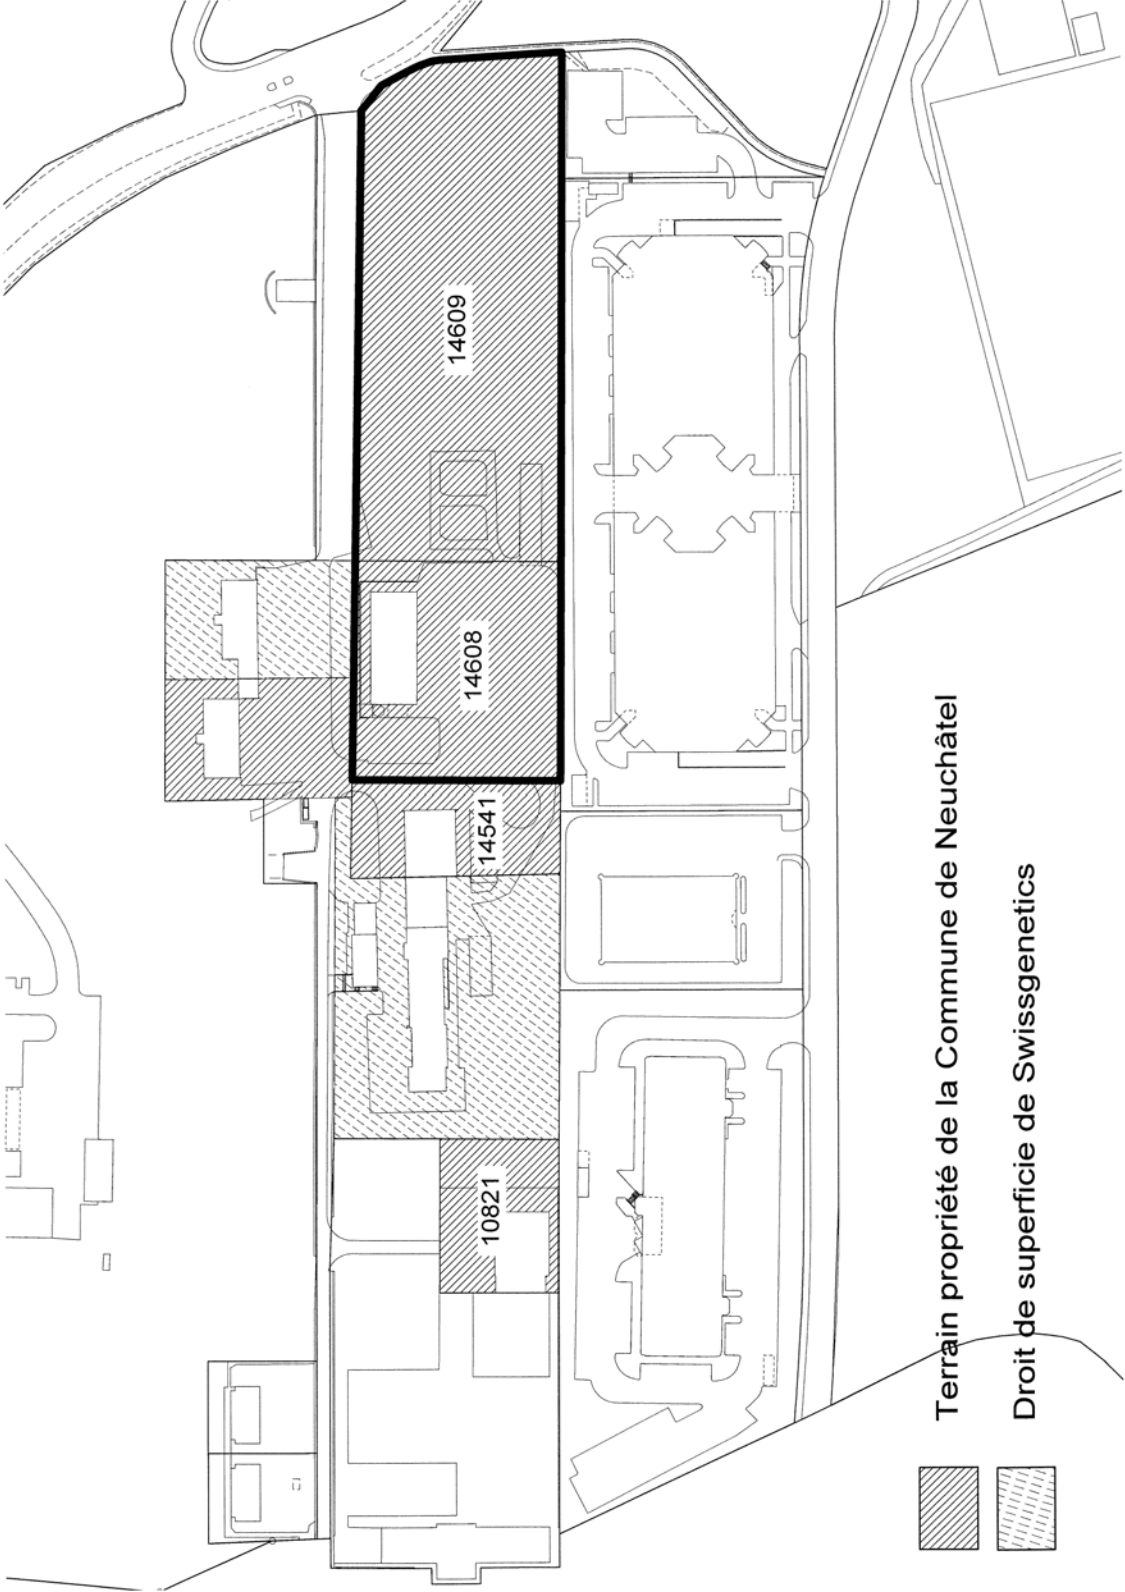 14609
14608
14541
10821
Terrain propriété de la Commune de Neuchâtel
Droit de superficie de Swissgenetics